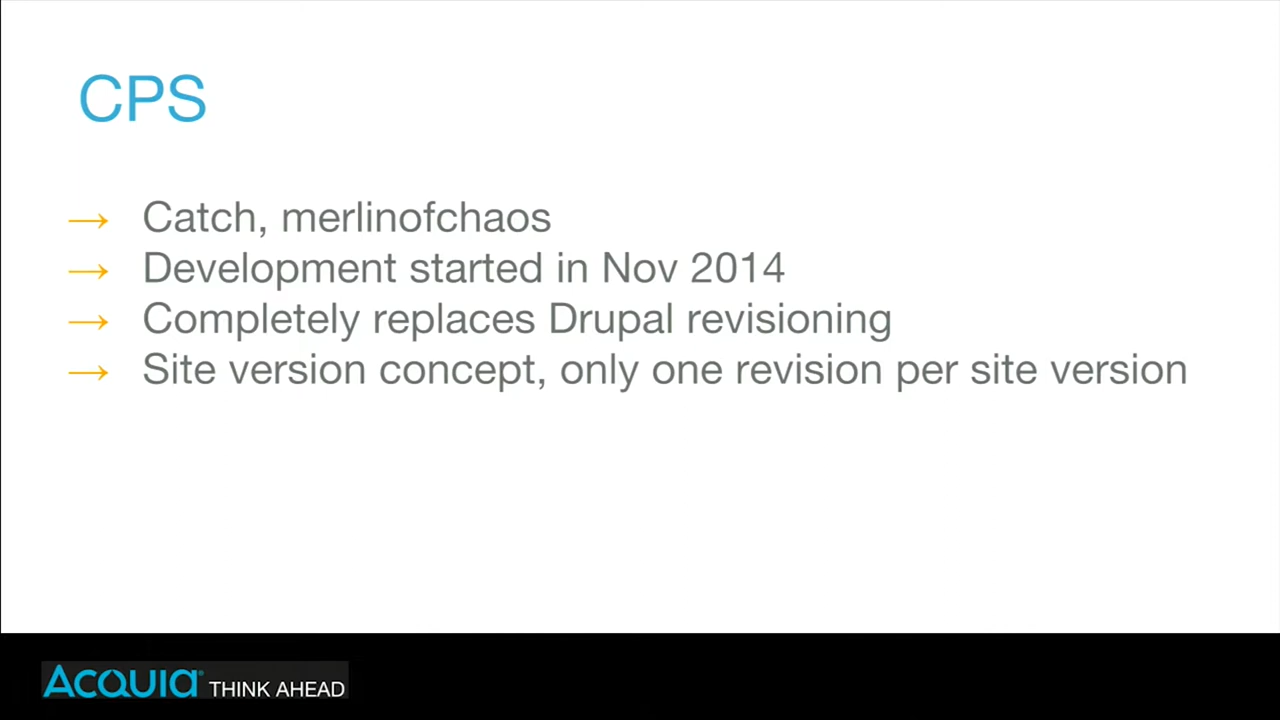 CPS
→ Catch, merlinofchaos
→ Development started in Nov 2014
→ Completely replaces Drupal revisioning
→ Site version concept, only one revision per site version
ACQUIA THINK AHEAD